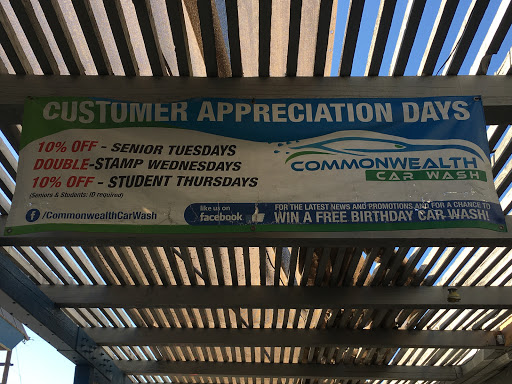 CUSTOMER APPRECIATION DAYS
10% OFF - SENIOR TUESDAYS
DOUBLE-STAMP WEDNESDAYS
10% OFF - STUDENT THURSDAYS
(Seniors & Students: ID required)
COMMONWEALTH
CAR WASH
f /CommonwealthCarWash
like us on
facebook
FOR THE LATEST NEWS AND PROMOTIONS AND FOR A CHANCE TO
WIN A FREE BIRTHDAY CAR WASH!